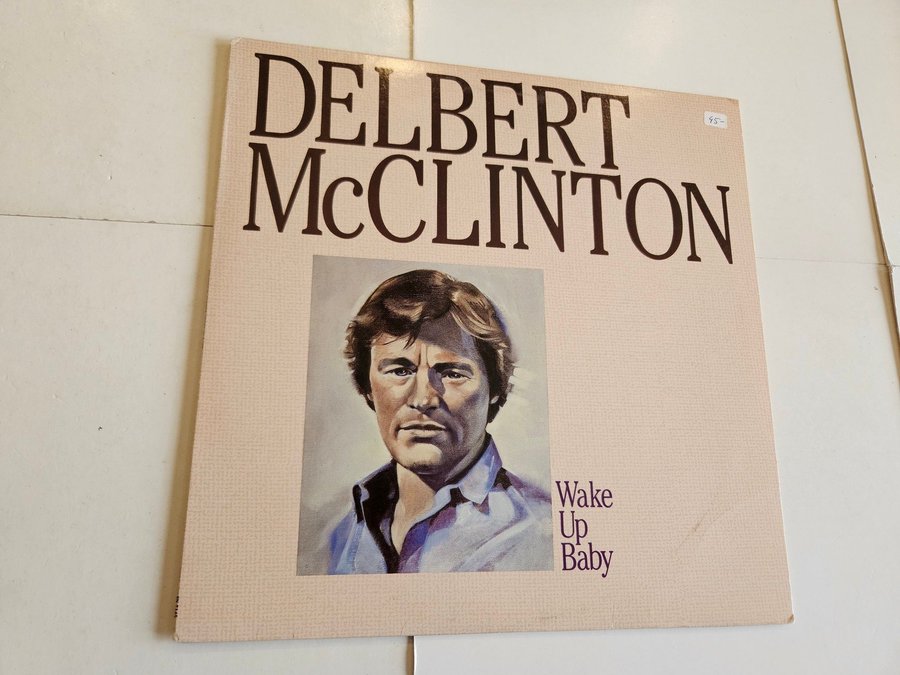 DELBERT
McCLINTON
95-
Wake
Up
Baby